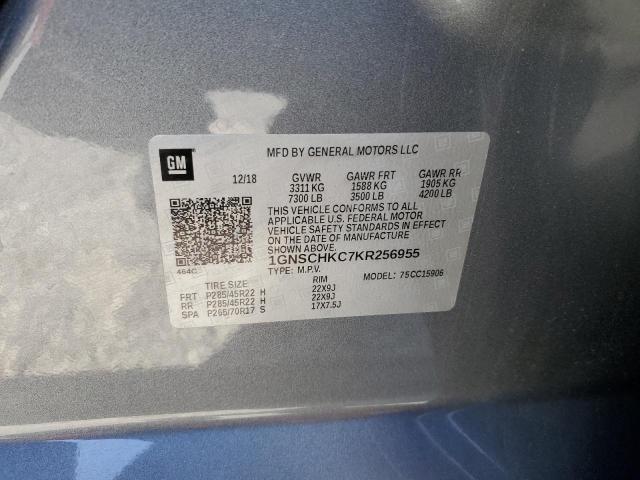 GM
MFD BY GENERAL MOTORS LLC
12/18 GVWR GAWR FRT GAWR RR
3311 KG 1588 KG 1905 KG
7300 LB 3500 LB 4200 LB
THIS VEHICLE CONFORMS TO ALL
APPLICABLE U.S. FEDERAL MOTOR
VEHICLE SAFETY STANDARDS IN EFFECT
ON THE DATE OF MANUFACTURE
SHOWN ABOVE.
464C
1GNSCHKC7KR256955
TYPE: M.P.V. MODEL: 75CC15906
TIRE SIZE RIM
FRT P285/45R22 H 22X9J
RR P285/45R22 H 22X9J
SPA P265/70R17 S 17X7.5J